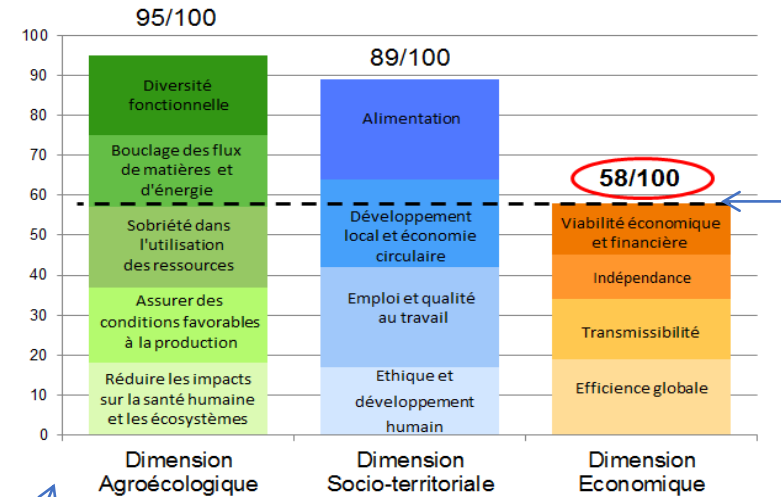 95/100
89/100
58/100
100
90
80
70
60
50
40
30
20
10
0
Diversité
fonctionnelle
Bouclage des flux
de matières et
d'énergie
Sobriété dans
l'utilisation
des ressources
Assurer des
conditions favorables
à la production
Réduire les impacts
sur la santé humaine
et les écosystèmes
Alimentation
Développement
local et économie
circulaire
Emploi et qualité
au travail
Ethique et
développement
humain
Viabilité économique
et financière
Indépendance
Transmissibilité
Efficience globale
Dimension
Agroécologique
Dimension
Socio-territoriale
Dimension
Economique